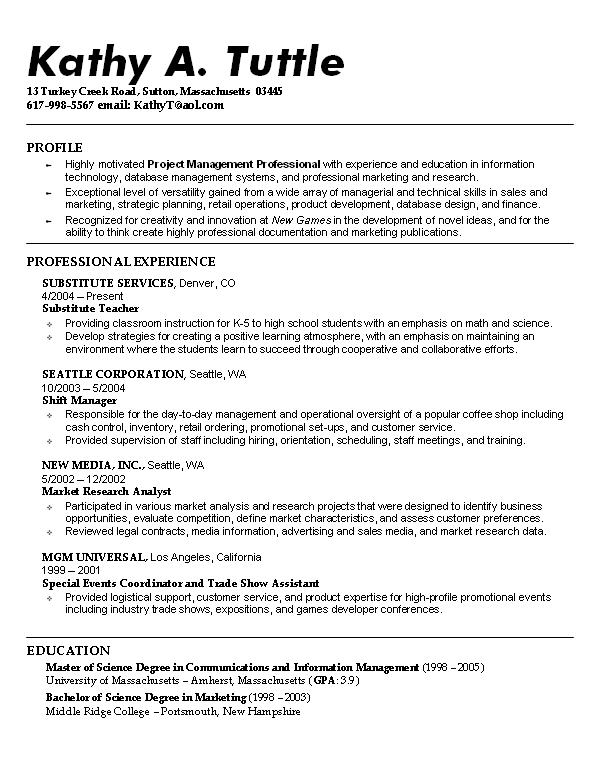 Kathy A. Tuttle
13 Turkey Creek Road, Sutton, Massachusetts 03445
617-998-5567 email: KathyT@aol.com
PROFILE
Highly motivated Project Management Professional with experience and education in information
technology, database management systems, and professional marketing and research.
Exceptional level of versatility gained from a wide array of managerial and technical skills in sales and
marketing, strategic planning, retail operations, product development, database design, and finance.
Recognized for creativity and innovation at New Games in the development of novel ideas, and for the
ability to think create highly professional documentation and marketing publications.
PROFESSIONAL EXPERIENCE
SUBSTITUTE SERVICES, Denver, CO
4/2004 – Present
Substitute Teacher
Providing classroom instruction for K-5 to high school students with an emphasis on math and science.
Develop strategies for creating a positive learning atmosphere, with an emphasis on maintaining an
environment where the students learn to succeed through cooperative and collaborative efforts.
SEATTLE CORPORATION, Seattle, WA
10/2003 – 5/2004
Shift Manager
Responsible for the day-to-day management and operational oversight of a popular coffee shop including
cash control, inventory, retail ordering, promotional set-ups, and customer service.
Provided supervision of staff including hiring, orientation, scheduling, staff meetings, and training.
NEW MEDIA, INC., Seattle, WA
5/2002 – 12/2002
Market Research Analyst
Participated in various market analysis and research projects that were designed to identify business
opportunities, evaluate competition, define market characteristics, and assess customer preferences.
Reviewed legal contracts, media information, advertising and sales media, and market research data.
MGM UNIVERSAL, Los Angeles, California
1999 – 2001
Special Events Coordinator and Trade Show Assistant
Provided logistical support, customer service, and product expertise for high-profile promotional events
including industry trade shows, expositions, and games developer conferences.
EDUCATION
Master of Science Degree in Communications and Information Management (1998 – 2005)
University of Massachusetts – Amherst, Massachusetts (GPA: 3.9)
Bachelor of Science Degree in Marketing (1998 – 2003)
Middle Ridge College – Portsmouth, New Hampshire